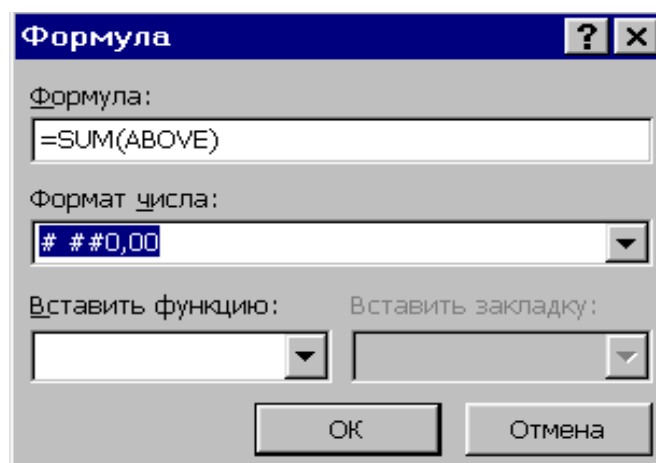 Формула
Формула:
=SUM(ABOVE)
Формат числа:
# ##0,00
Вставить функцию: Вставить закладку:
ОК Отмена